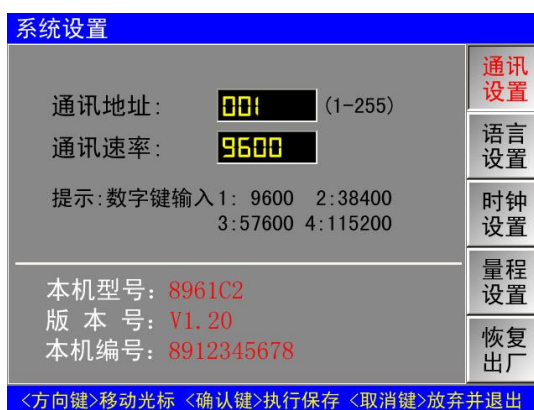 系统设置
通讯地址: 001 (1-255)
通讯速率: 9600
提示:数字键输入1: 9600 2:38400
3:57600 4:115200
本机型号: 8961C2
版 本 号: V1.20
本机编号: 8912345678
通讯
设置
语言
设置
时钟
设置
量程
设置
恢复
出厂
<方向键>移动光标 <确认键>执行保存 <取消键>放弃并退出